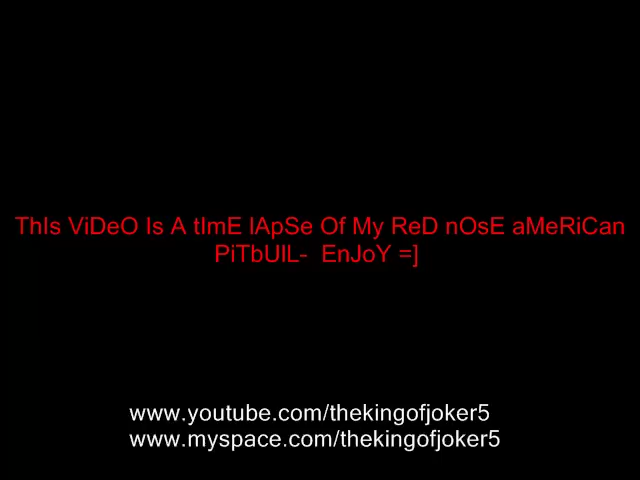 ThIs ViDeO Is A tImE lApSe Of My ReD nOsE aMeRiCan
PiTbUlL-  EnJoY =]
www.youtube.com/thekingofjoker5
www.myspace.com/thekingofjoker5